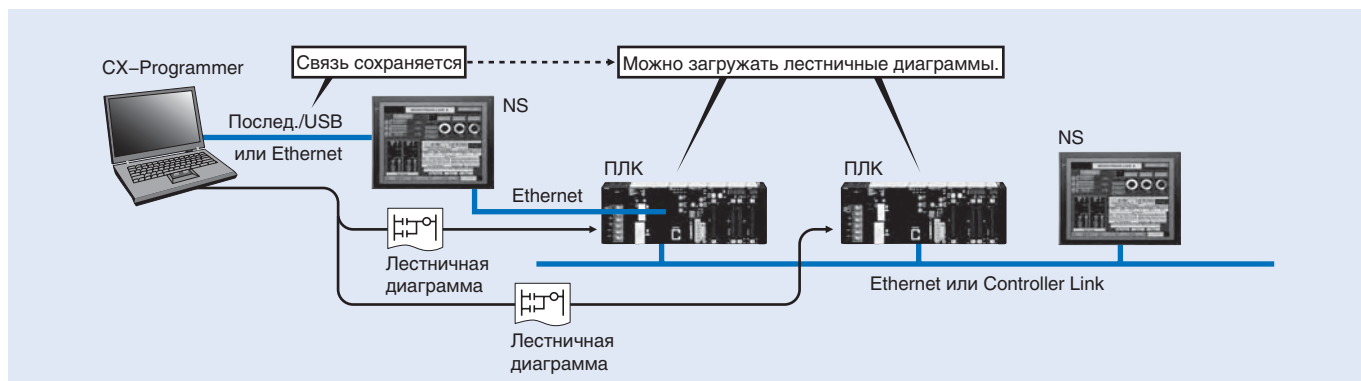 CX–Programmer
Связь сохраняется
Можно загружать лестничные диаграммы.
Послед./USB
или Ethernet
NS
Ethernet
ПЛК
ПЛК
NS
Лестничная
диаграмма
Ethernet или Controller Link
Лестничная
диаграмма